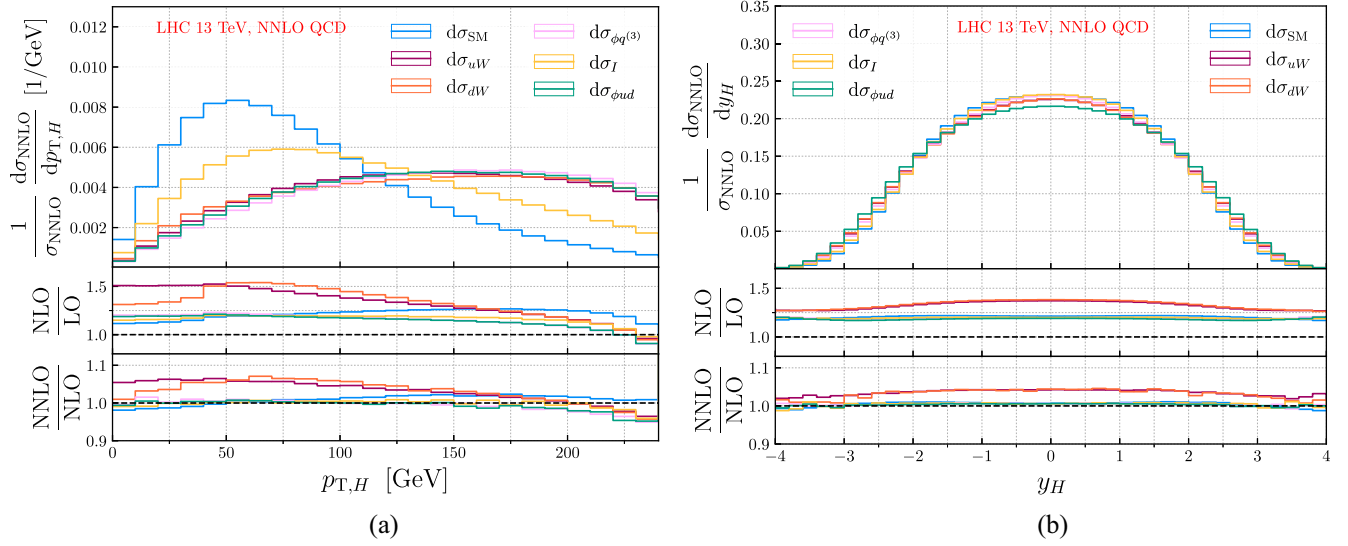 LHC 13 TeV, NNLO QCD
dσ_SM
dσ_uW
dσ_dW
dσ_ϕq^(3)
dσ_I
dσ_ϕud
1/σ_NNLO dσ_NNLO/dp_T,H [1/GeV]
0.012
0.010
0.008
0.006
0.004
0.002
NLO/LO
1.5
1.0
NNLO/NLO
1.1
1.0
0.9
0 50 100 150 200
p_T,H [GeV]
(a)
LHC 13 TeV, NNLO QCD
dσ_ϕq^(3)
dσ_I
dσ_ϕud
dσ_SM
dσ_uW
dσ_dW
1/σ_NNLO dσ_NNLO/dy_H
0.35
0.30
0.25
0.20
0.15
0.10
0.05
NLO/LO
1.5
1.0
NNLO/NLO
1.1
1.0
0.9
−4 −3 −2 −1 0 1 2 3 4
y_H
(b)